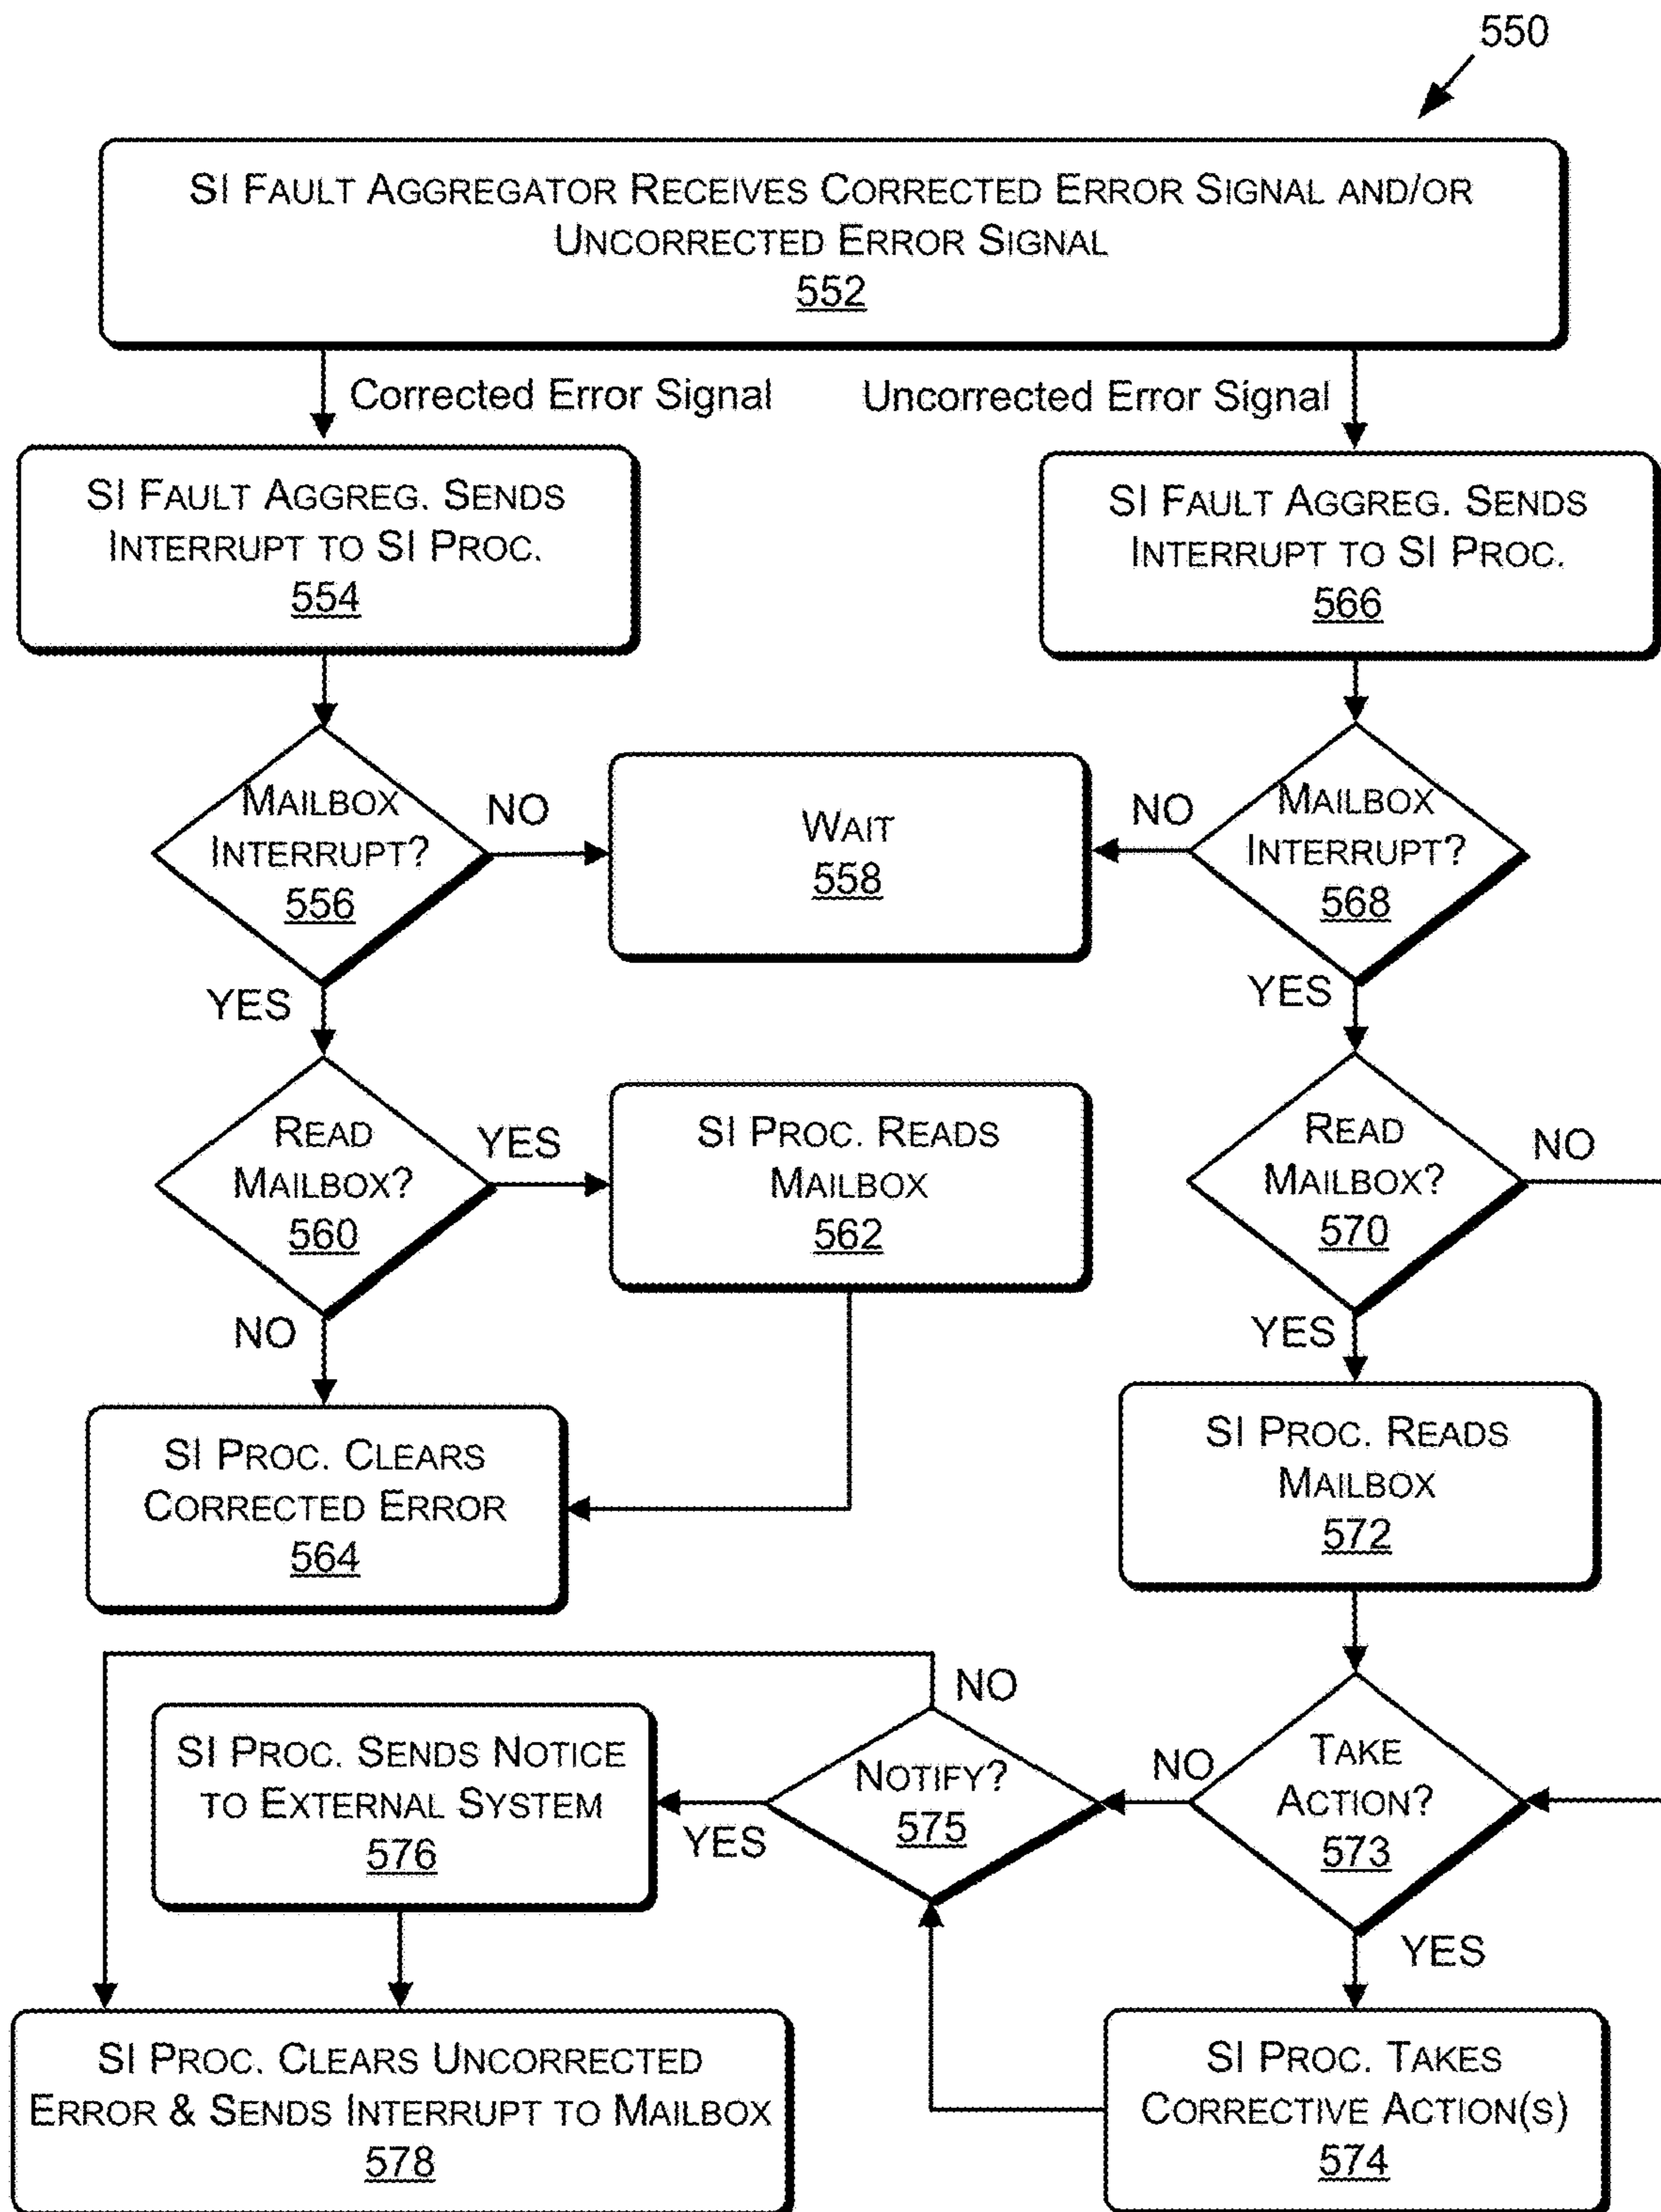 550
SI FAULT AGGREGATOR RECEIVES CORRECTED ERROR SIGNAL AND/OR
UNCORRECTED ERROR SIGNAL
552
Corrected Error Signal
Uncorrected Error Signal
SI FAULT AGGREG. SENDS
INTERRUPT TO SI PROC.
554
SI FAULT AGGREG. SENDS
INTERRUPT TO SI PROC.
566
MAILBOX
INTERRUPT?
556
NO
WAIT
558
NO
MAILBOX
INTERRUPT?
568
YES
YES
READ
MAILBOX?
560
YES
SI PROC. READS
MAILBOX
562
READ
MAILBOX?
570
NO
NO
YES
SI PROC. CLEARS
CORRECTED ERROR
564
SI PROC. READS
MAILBOX
572
NO
SI PROC. SENDS NOTICE
TO EXTERNAL SYSTEM
576
YES
NOTIFY?
575
NO
TAKE
ACTION?
573
YES
SI PROC. CLEARS UNCORRECTED
ERROR & SENDS INTERRUPT TO MAILBOX
578
SI PROC. TAKES
CORRECTIVE ACTION(S)
574